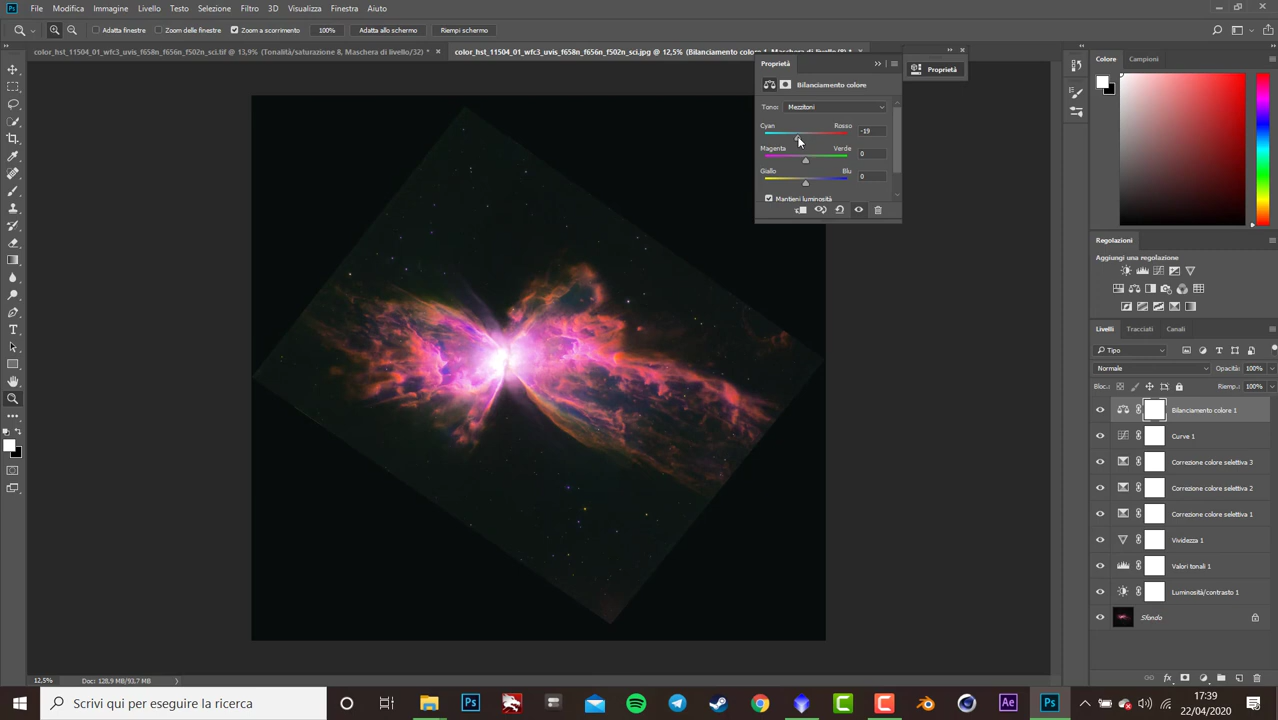 File Modifica Immagine Livello Testo Selezione Filtro 3D Visualizza Finestra Aiuto
Adatta finestre Zoom delle finestre Zoom a scorrimento 100% Adatta allo schermo Riempi schermo
color_hst_11504_01_wfc3_uvis_f658n_f656n_f502n_sci.tif @ 13,9% (Tonalità/saturazione 8, Maschera di livello/32) *
color_hst_11504_01_wfc3_uvis_f658n_f656n_f502n_sci.jpg @ 12,5% (Bilanciamento colore 1, Maschera di livello/8) *
Proprietà
Proprietà
Bilanciamento colore
Tono: Mezzitoni
Cyan Rosso -19
Magenta Verde 0
Giallo Blu 0
Mantieni luminosità
Colore Campioni
Regolazioni
Aggiungi una regolazione
Livelli Tracciati Canali
Tipo
Normale Opacità: 100%
Bloc.: Riemp.: 100%
Bilanciamento colore 1
Curve 1
Correzione colore selettiva 3
Correzione colore selettiva 2
Correzione colore selettiva 1
Vividezza 1
Valori tonali 1
Luminosità/contrasto 1
Sfondo
12,5% Doc: 128,9 MB/93,7 MB
Scrivi qui per eseguire la ricerca
17:39
22/04/2020